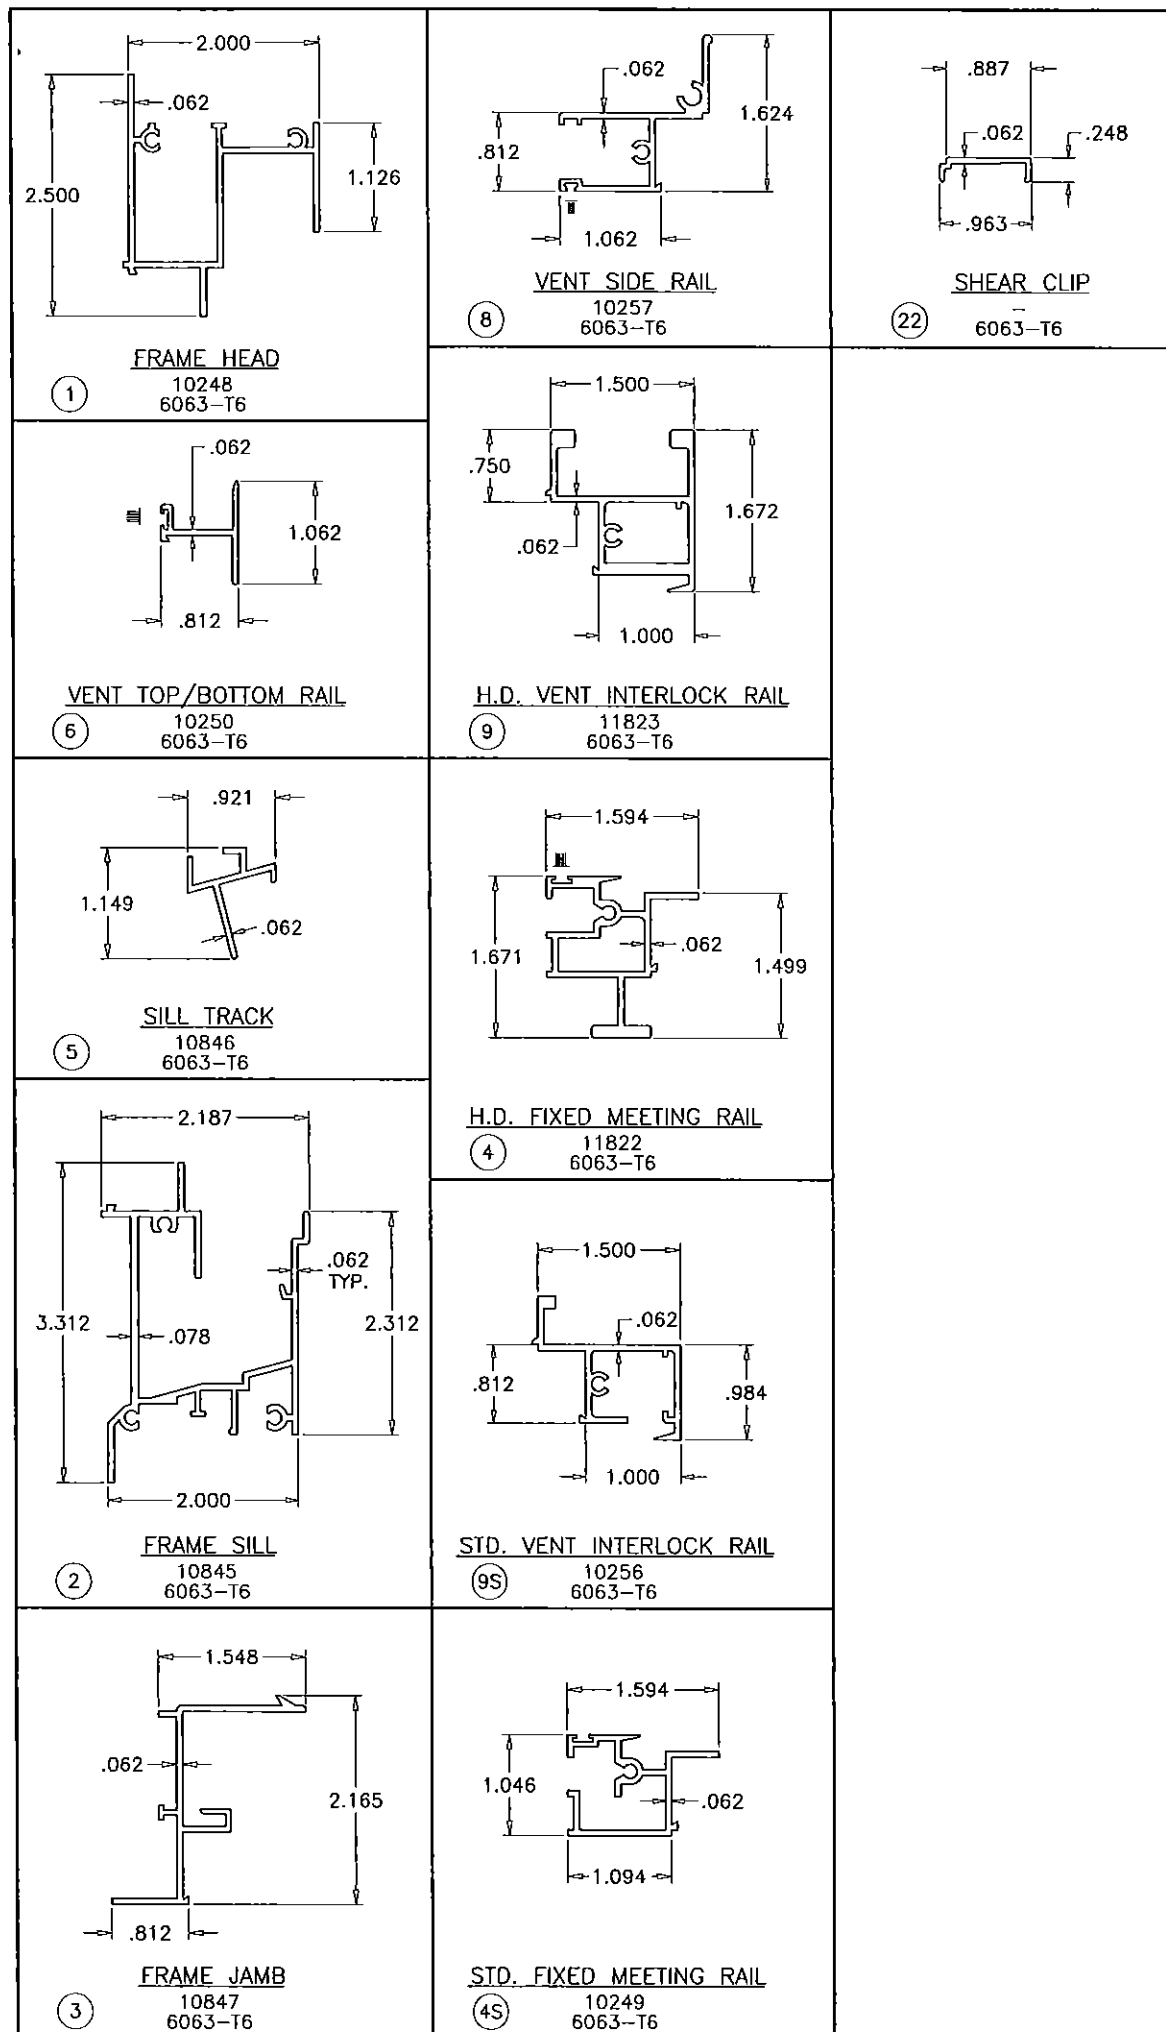 2.000
.062
2.500
1.126
FRAME HEAD
1
10248
6063-T6
.062
1.062
.812
VENT TOP/BOTTOM RAIL
6
10250
6063-T6
.921
1.149
.062
SILL TRACK
5
10846
6063-T6
2.187
.062
TYP.
3.312
.078
2.312
2.000
FRAME SILL
2
10845
6063-T6
1.548
.062
2.165
.812
FRAME JAMB
3
10847
6063-T6
.062
1.624
.812
1.062
VENT SIDE RAIL
8
10257
6063-T6
1.500
.750
1.672
.062
1.000
H.D. VENT INTERLOCK RAIL
9
11823
6063-T6
1.594
1.671
.062
1.499
H.D. FIXED MEETING RAIL
4
11822
6063-T6
1.500
.062
.812
.984
1.000
STD. VENT INTERLOCK RAIL
9S
10256
6063-T6
1.594
1.046
.062
1.094
STD. FIXED MEETING RAIL
4S
10249
6063-T6
.887
.062
.248
.963
SHEAR CLIP
22
-
6063-T6